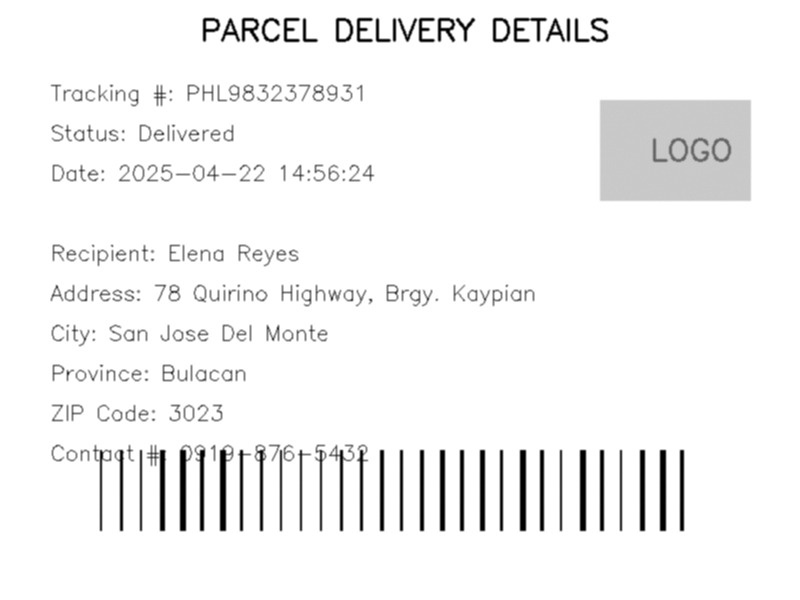 PARCEL DELIVERY DETAILS
Tracking #: PHL9832378931
LOGO
Status: Delivered
Date: 2025-04-22 14:56:24
Recipient: Elena Reyes
Address: 78 Quirino Highway, Brgy. Kaypian
City: San Jose Del Monte
Province: Bulacan
ZIP Code: 3023
Contact #: 0919-876-5432